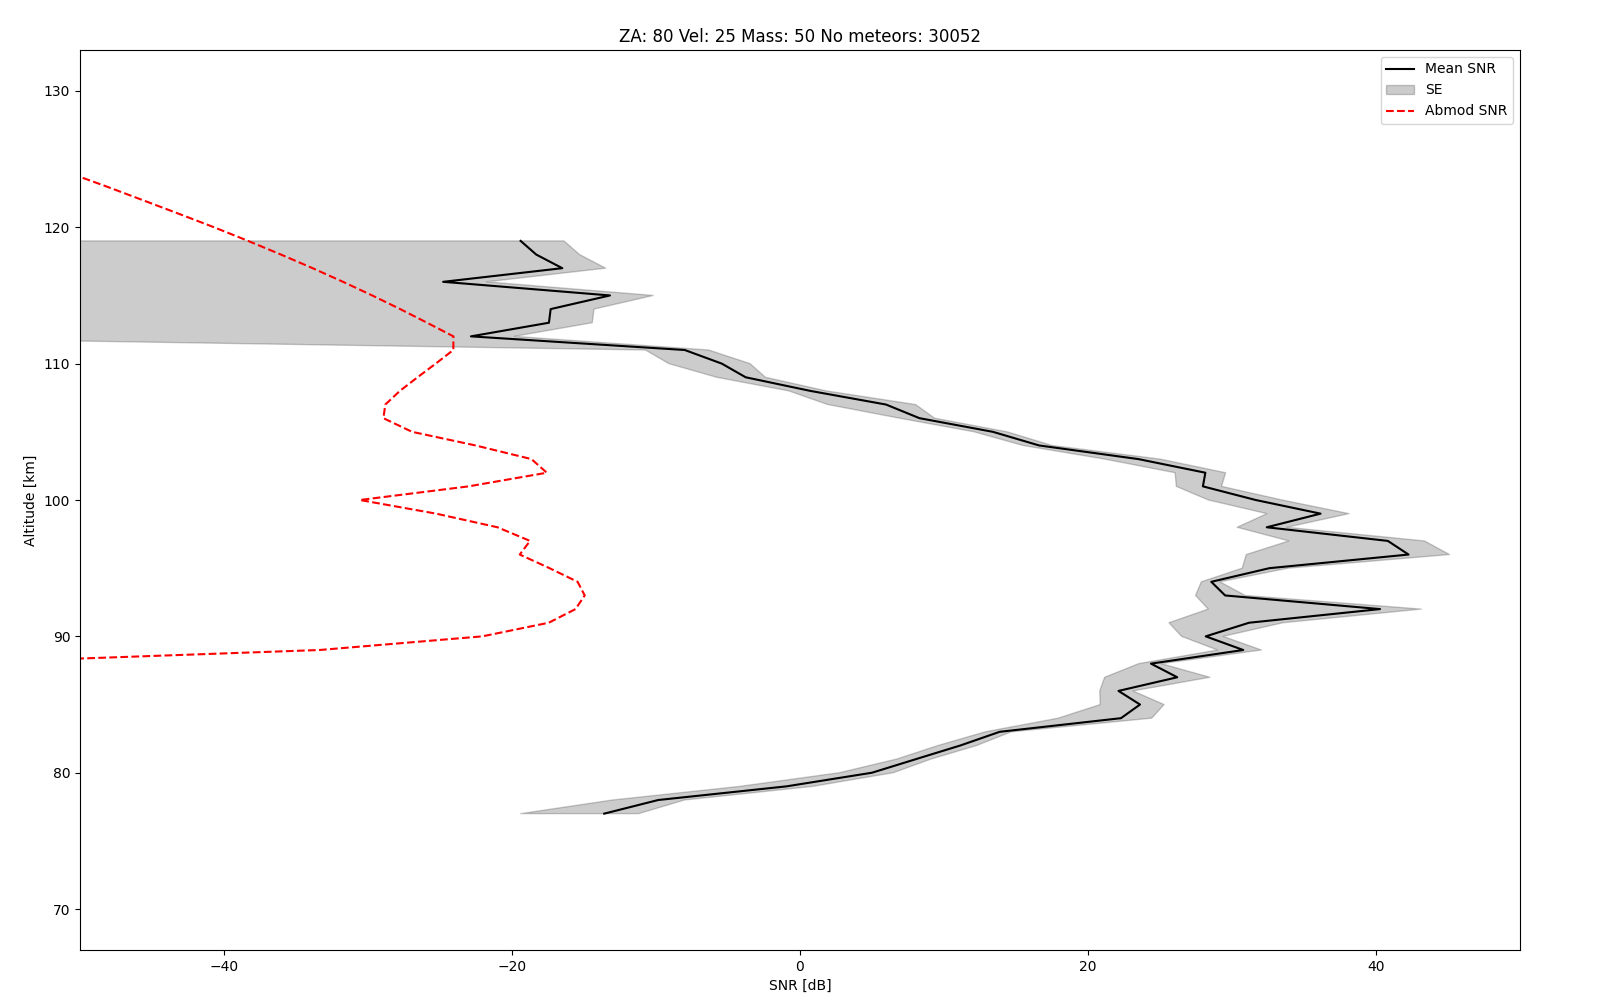 ZA: 80 Vel: 25 Mass: 50 No meteors: 30052
Mean SNR
SE
Abmod SNR
130
120
110
100
90
80
70
Altitude [km]
−40
−20
0
20
40
SNR [dB]